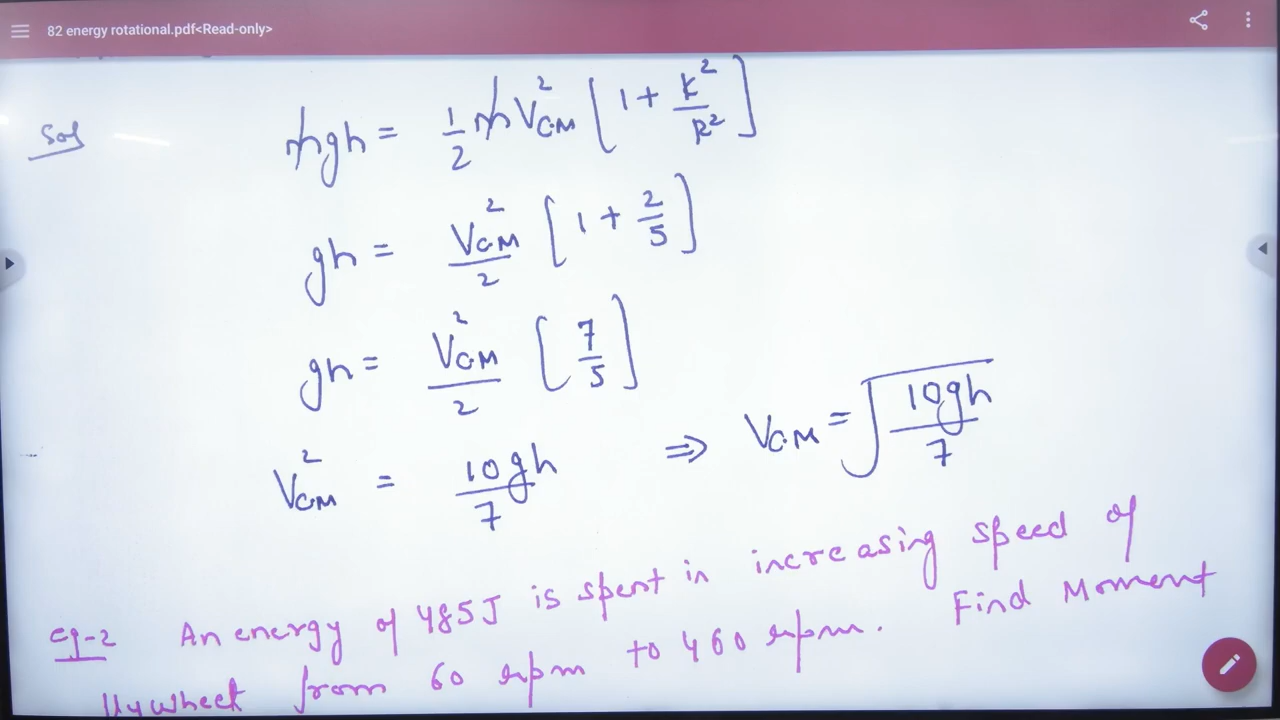 82 energy rotational.pdf<Read-only>
Sol mgh = 1/2 m V²CM [1 + K²/R²]
gh = V²CM/2 [1 + 2/5]
gh = V²CM/2 [7/5]
V²CM = 10gh/7 ⇒ VCM = √(10gh/7)
eg-2 An energy of 485J is spent in increasing speed of
flywheel from 60 rpm to 460 rpm. Find Moment